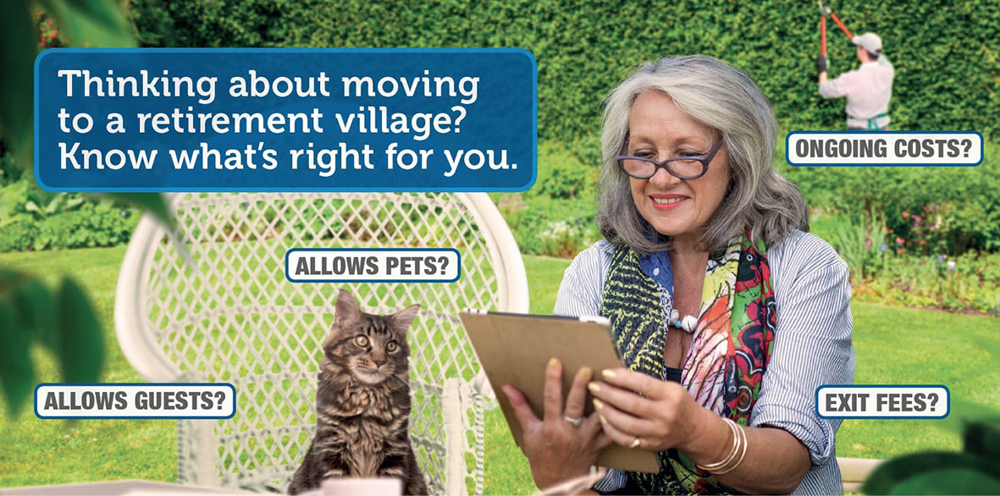 Thinking about moving
to a retirement village?
Know what's right for you.
ONGOING COSTS?
ALLOWS PETS?
ALLOWS GUESTS?
EXIT FEES?